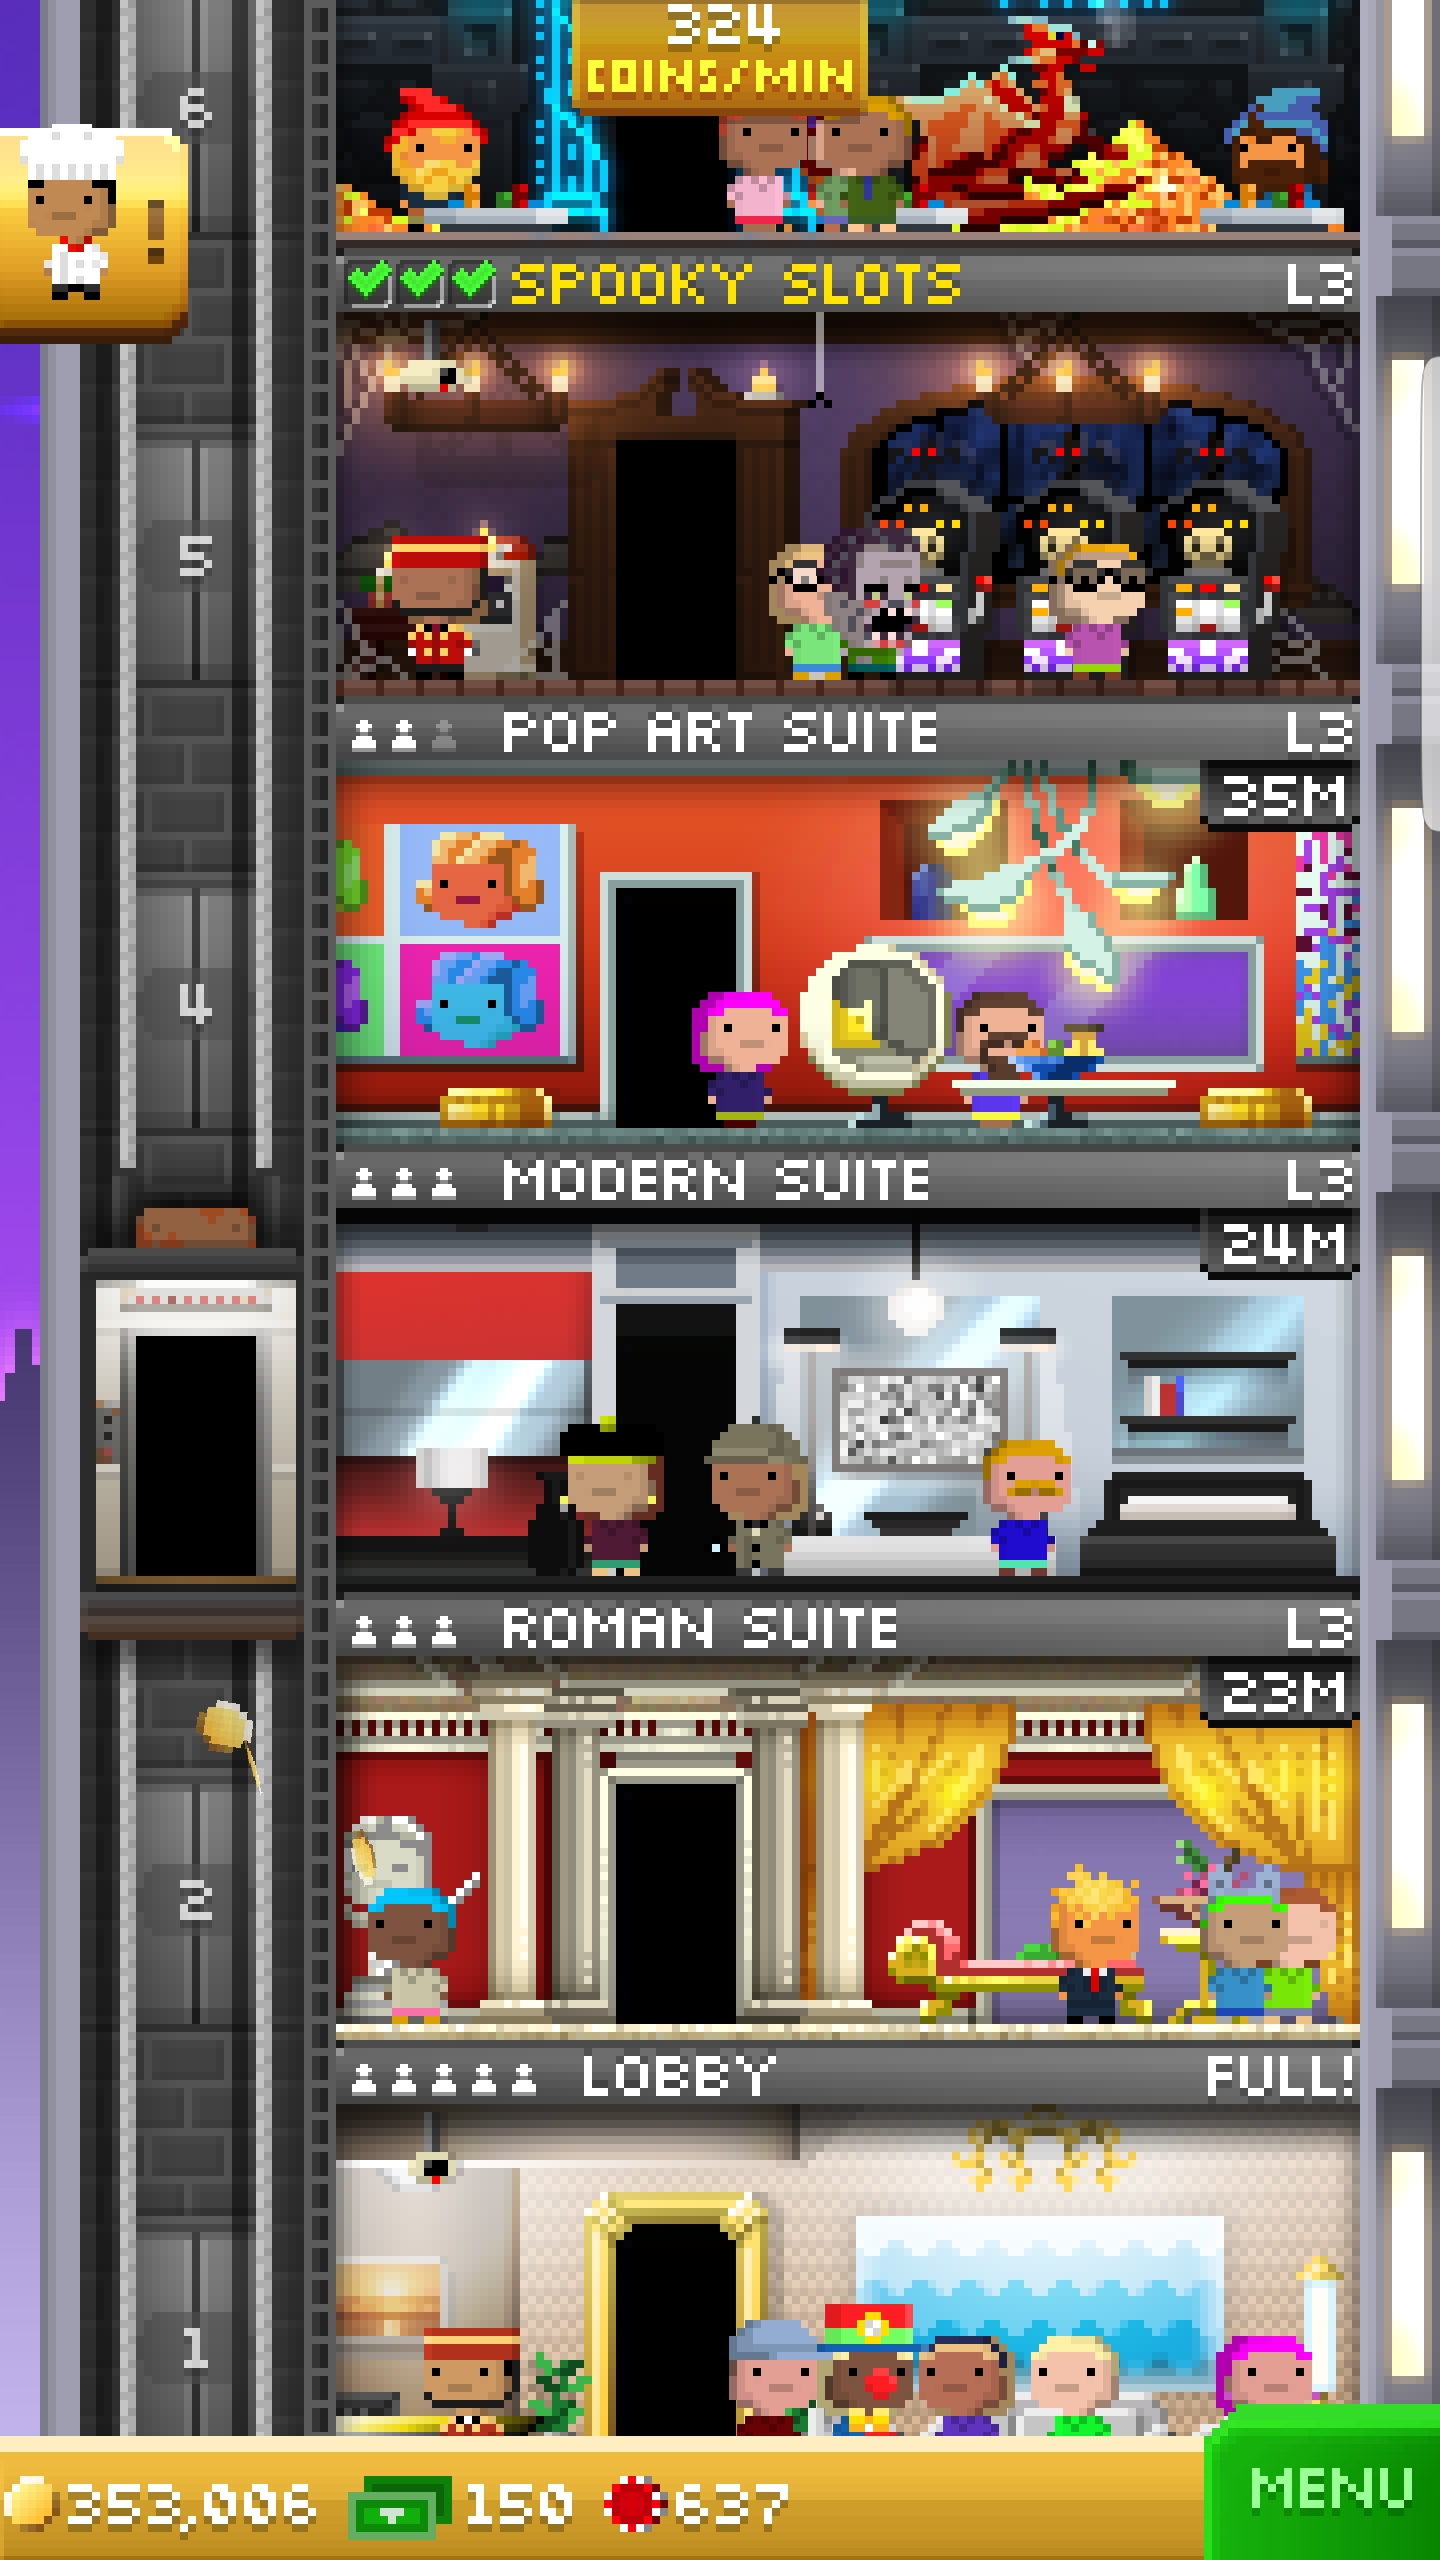 324
COINS/MIN
6
!
SPOOKY SLOTS L3
5
POP ART SUITE L3
35M
4
MODERN SUITE L3
24M
ROMAN SUITE L3
23M
2
LOBBY FULL!
1
353,006 150 637
MENU